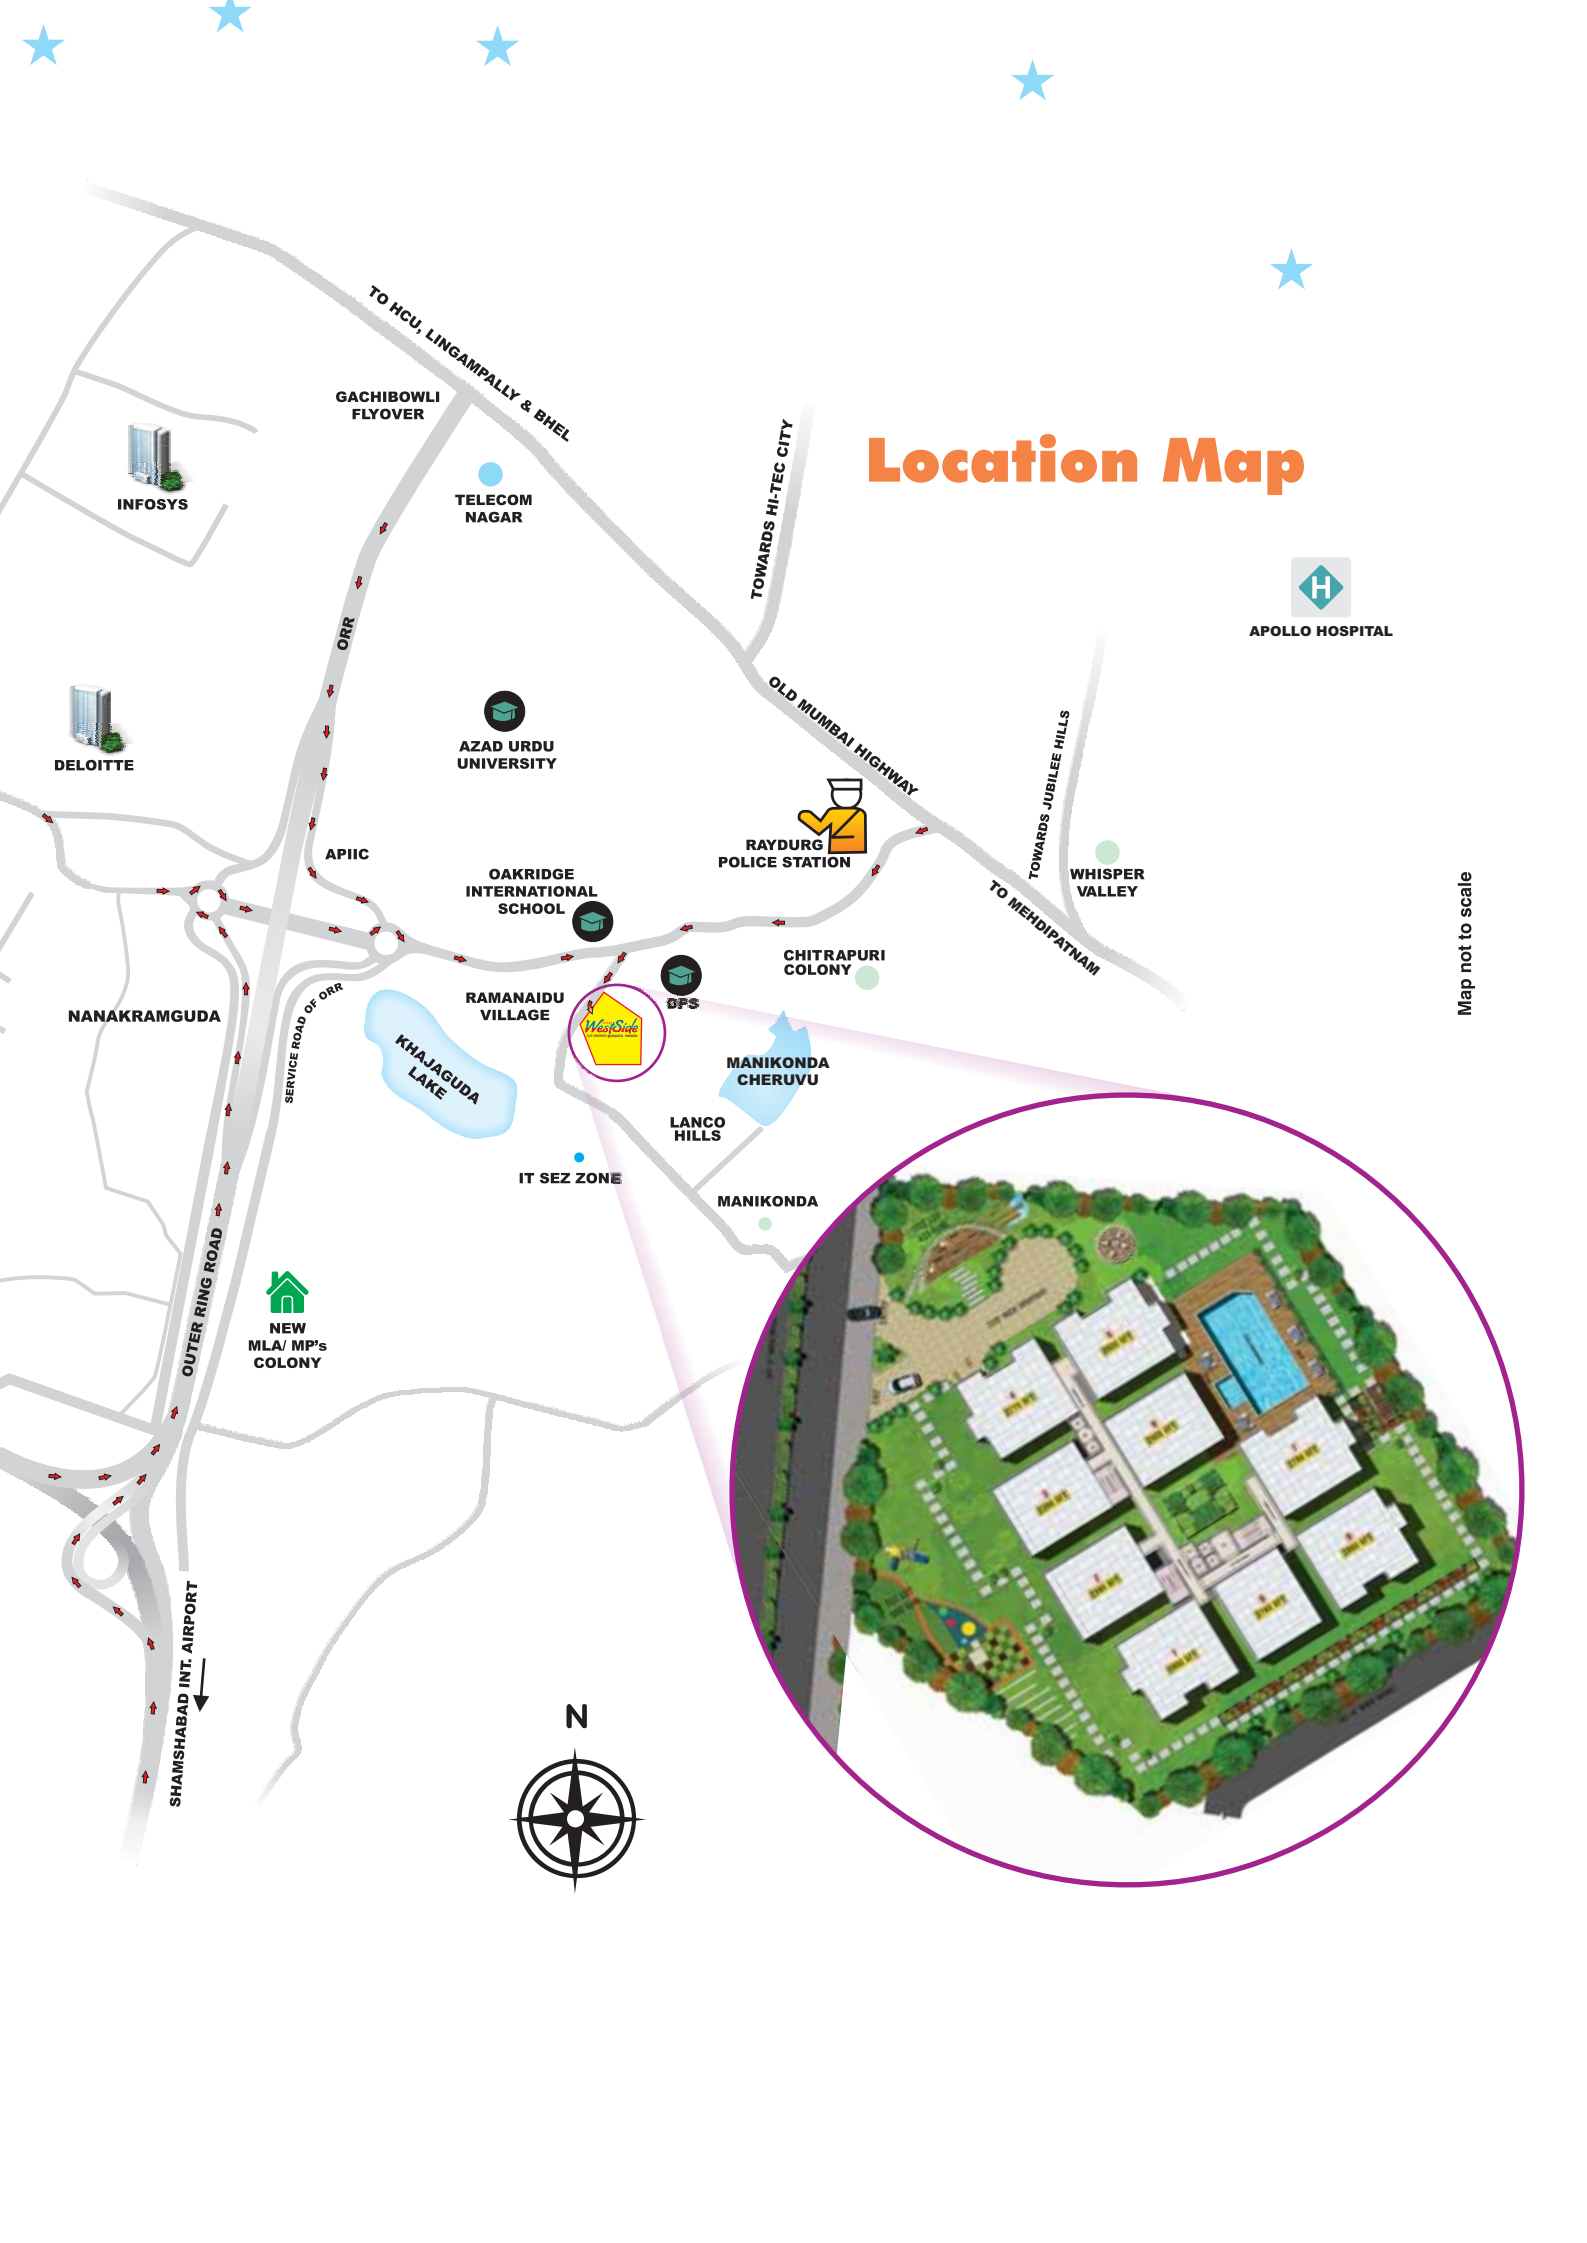 TO HCU, LINGAMPALLY & BHEL
GACHIBOWLI
FLYOVER
Location Map
TOWARDS HI-TEC CITY
INFOSYS
TELECOM
NAGAR
H
APOLLO HOSPITAL
ORR
OLD MUMBAI HIGHWAY
TOWARDS JUBILEE HILLS
AZAD URDU
UNIVERSITY
DELOITTE
RAYDURG
POLICE STATION
APIIC
OAKRIDGE
INTERNATIONAL
SCHOOL
WHISPER
VALLEY
TO MEHDIPATNAM
Map not to scale
CHITRAPURI
COLONY
DPS
RAMANAIDU
VILLAGE
WestSide
NANAKRAMGUDA
SERVICE ROAD OF ORR
KHAJAGUDA
LAKE
MANIKONDA
CHERUVU
LANCO
HILLS
IT SEZ ZONE
MANIKONDA
OUTER RING ROAD
NEW
MLA/ MP's
COLONY
SHAMSHABAD INT. AIRPORT
N